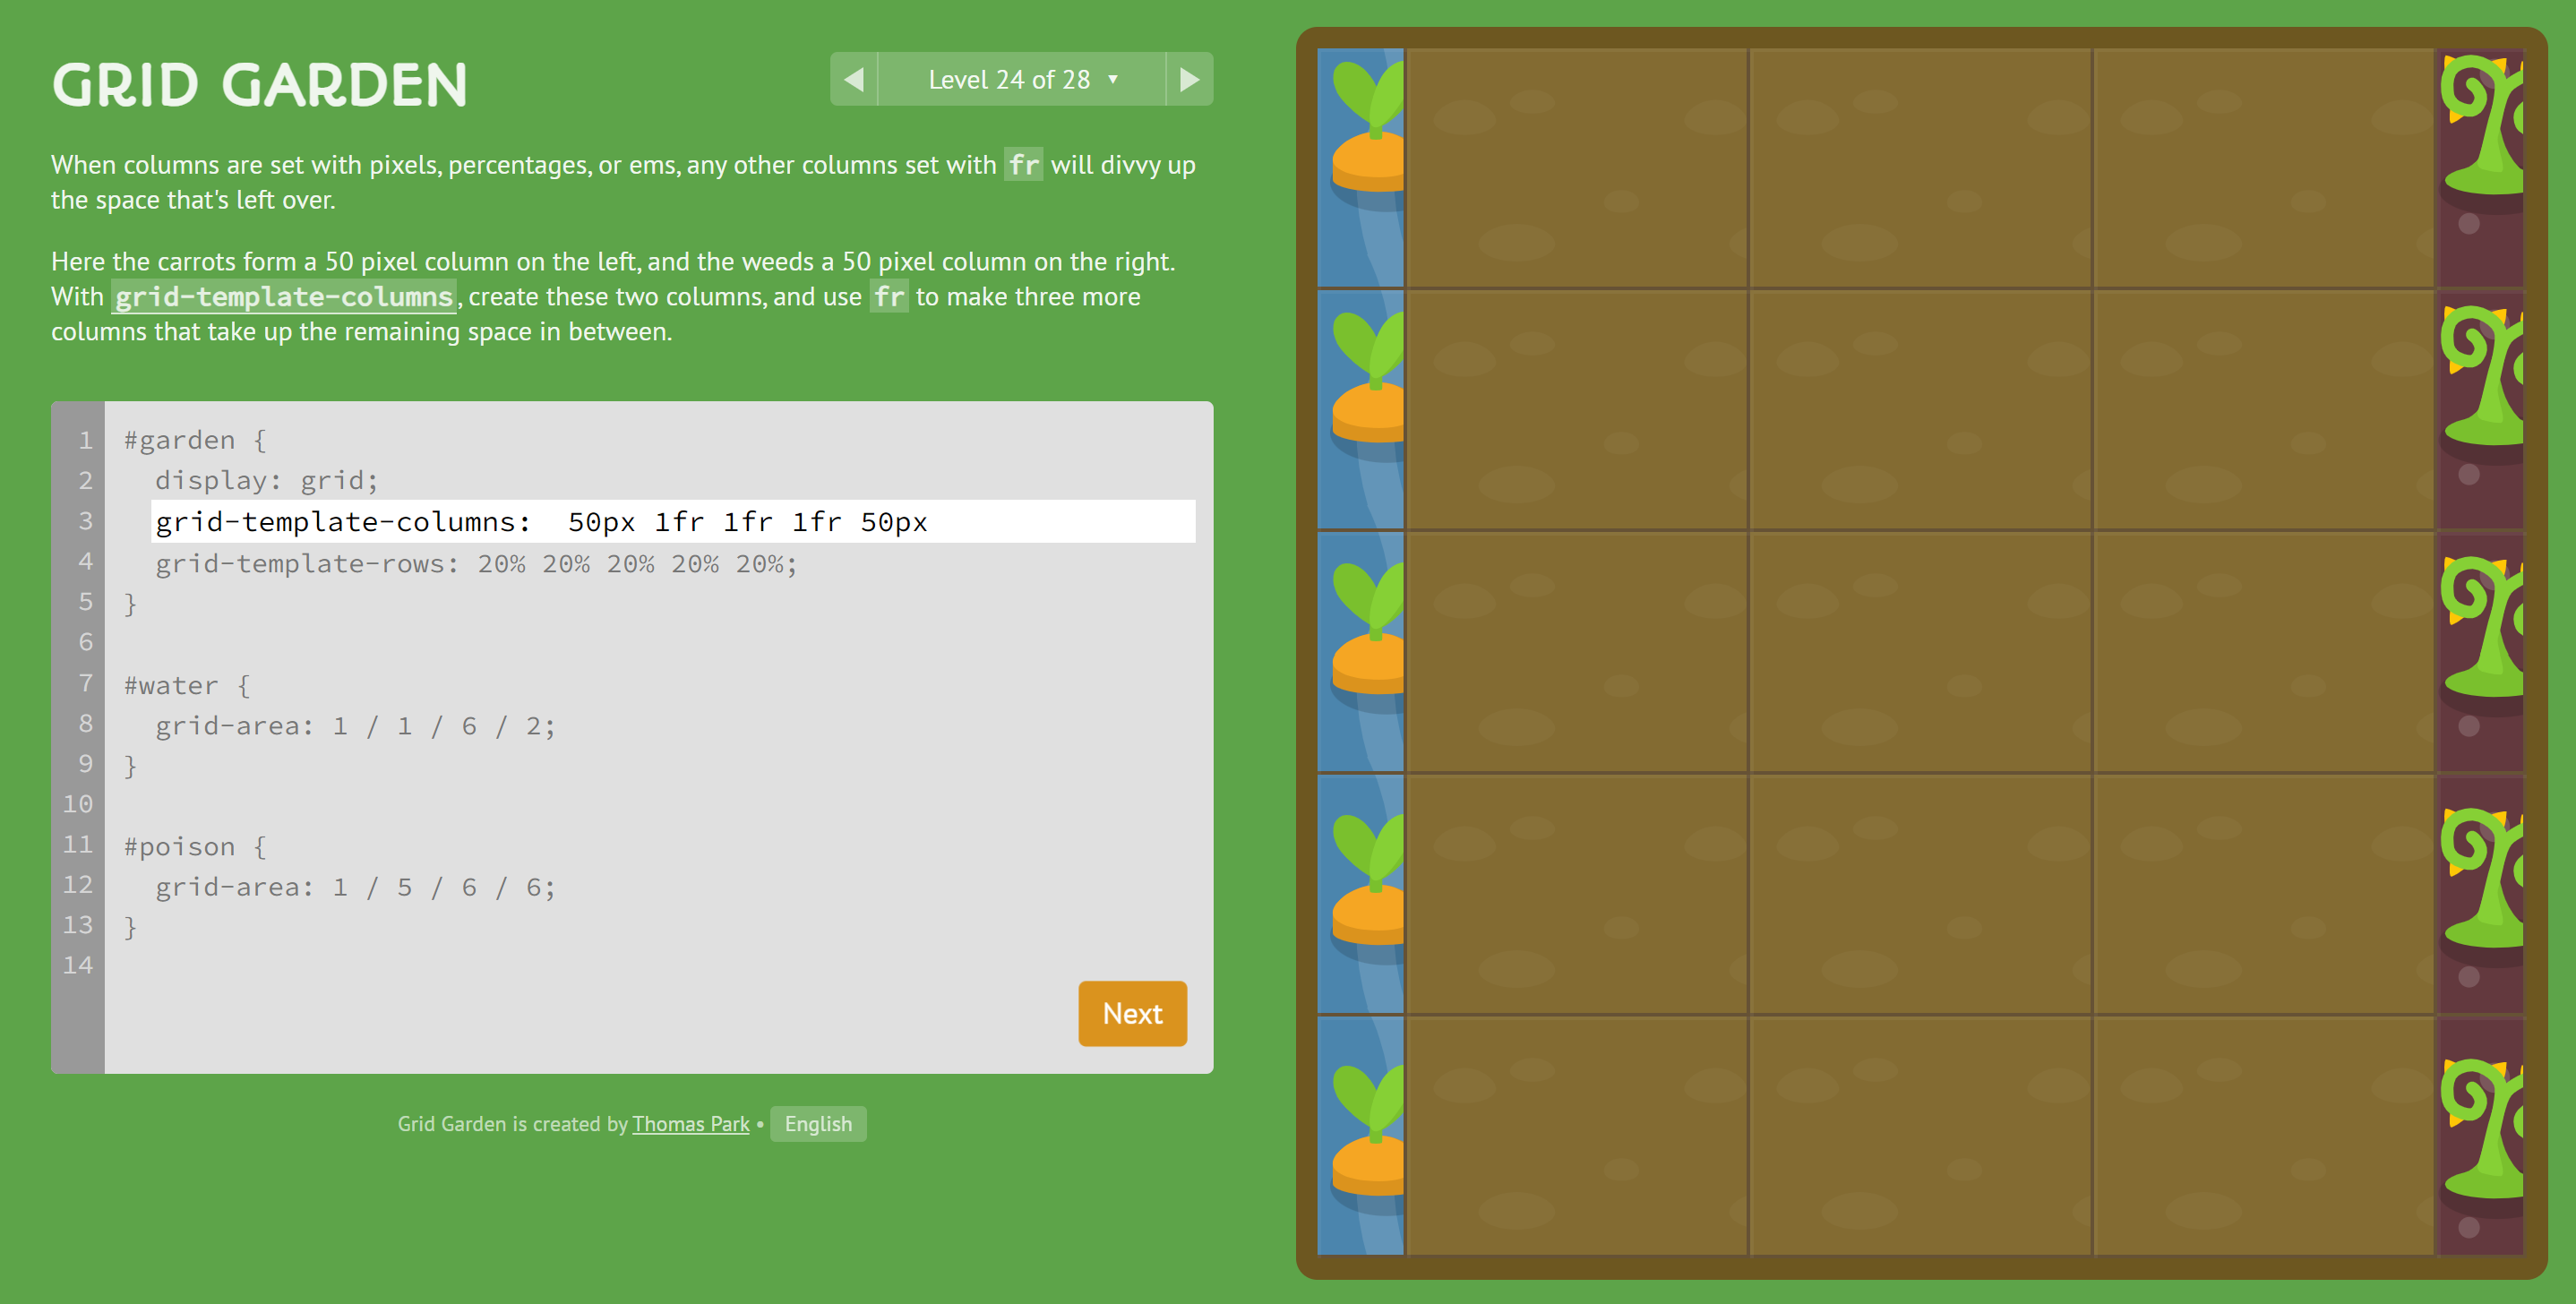 GRID GARDEN
Level 24 of 28 ▼
When columns are set with pixels, percentages, or ems, any other columns set with fr will divvy up
the space that's left over.
Here the carrots form a 50 pixel column on the left, and the weeds a 50 pixel column on the right.
With grid-template-columns, create these two columns, and use fr to make three more
columns that take up the remaining space in between.
1 #garden {
2 display: grid;
3 grid-template-columns:  50px 1fr 1fr 1fr 50px
4 grid-template-rows: 20% 20% 20% 20% 20%;
5 }
6
7 #water {
8 grid-area: 1 / 1 / 6 / 2;
9 }
10
11 #poison {
12 grid-area: 1 / 5 / 6 / 6;
13 }
14
Next
Grid Garden is created by Thomas Park • English